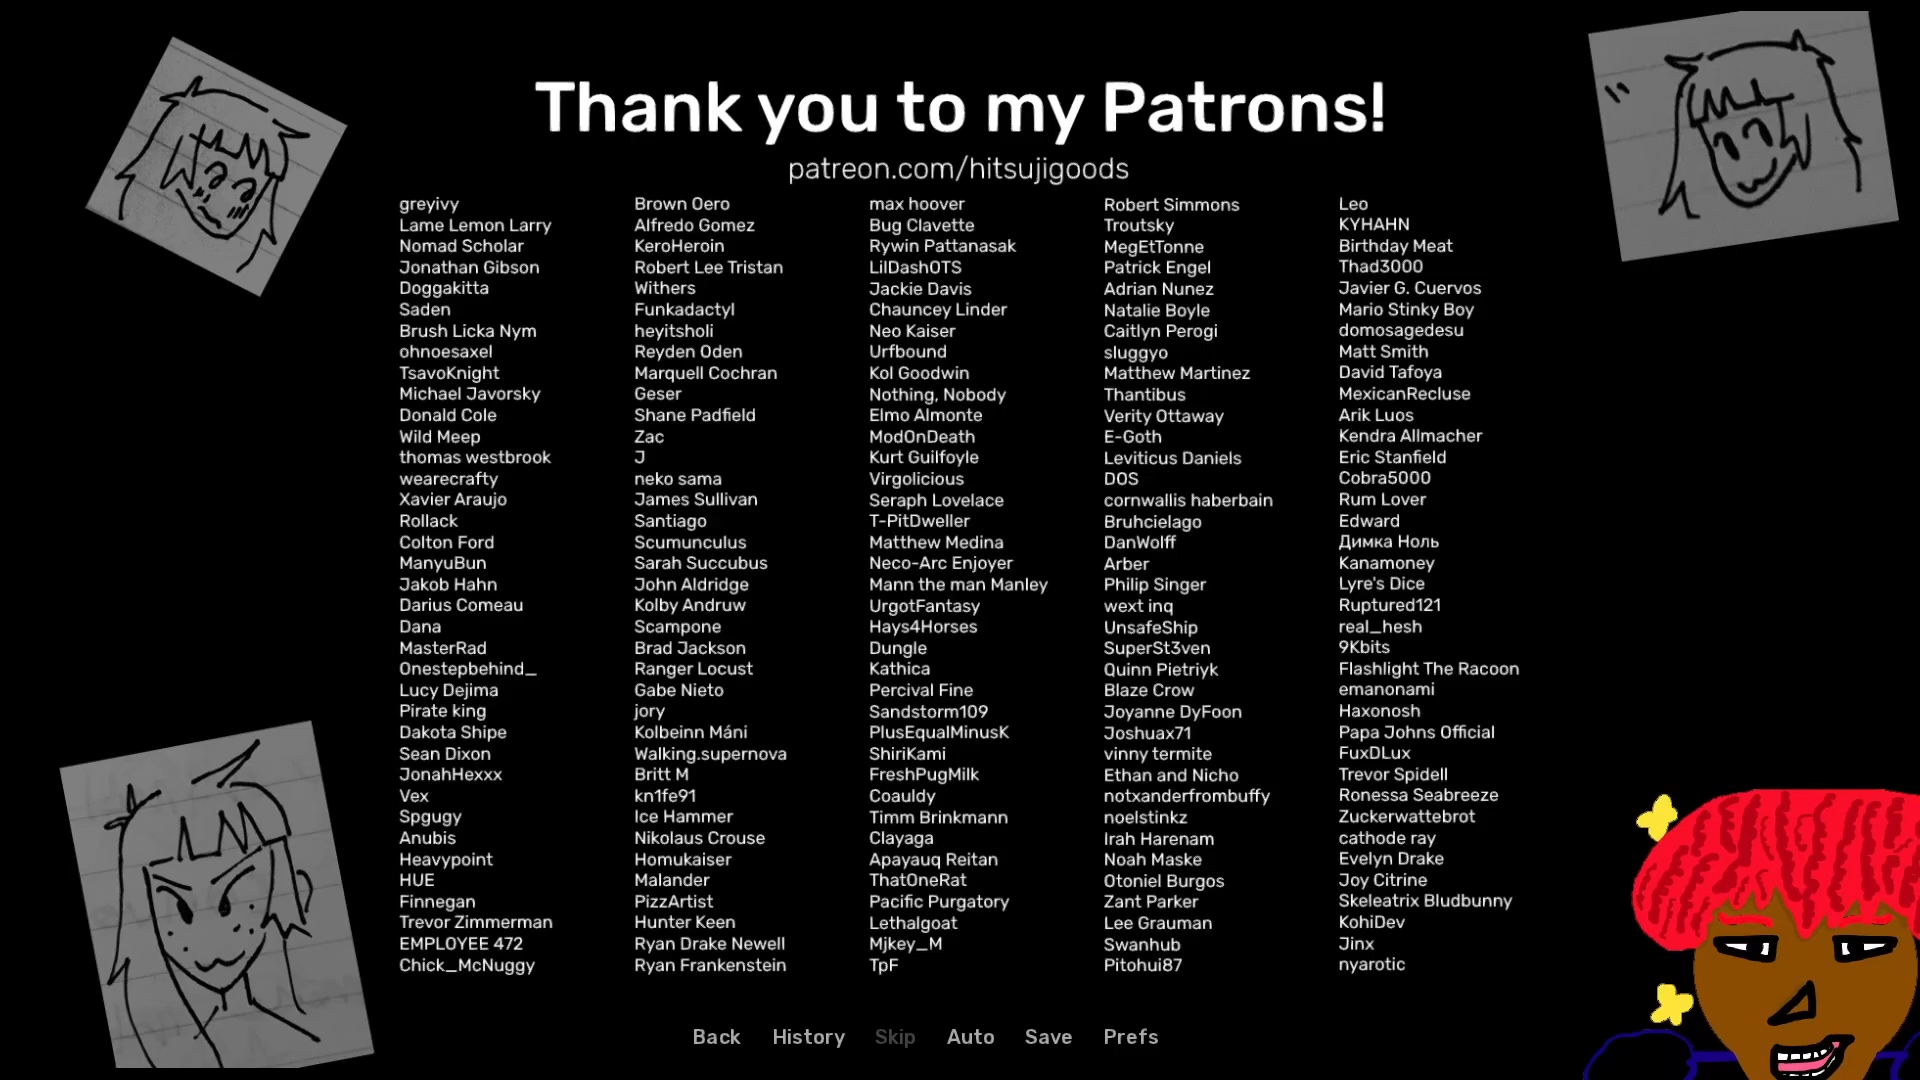 Thank you to my Patrons!
patreon.com/hitsujigoods
greyivy
Lame Lemon Larry
Nomad Scholar
Jonathan Gibson
Doggakitta
Saden
Brush Licka Nym
ohnoesaxel
TsavoKnight
Michael Javorsky
Donald Cole
Wild Meep
thomas westbrook
wearecrafty
Xavier Araujo
Rollack
Colton Ford
ManyuBun
Jakob Hahn
Darius Comeau
Dana
MasterRad
Onestepbehind_
Lucy Dejima
Pirate king
Dakota Shipe
Sean Dixon
JonahHexxx
Vex
Spgugy
Anubis
Heavypoint
HUE
Finnegan
Trevor Zimmerman
EMPLOYEE 472
Chick_McNuggy
Brown Oero
Alfredo Gomez
KeroHeroin
Robert Lee Tristan
Withers
Funkadactyl
heyitsholi
Reyden Oden
Marquell Cochran
Geser
Shane Padfield
Zac
J
neko sama
James Sullivan
Santiago
Scumunculus
Sarah Succubus
John Aldridge
Kolby Andruw
Scampone
Brad Jackson
Ranger Locust
Gabe Nieto
jory
Kolbeinn Máni
Walking.supernova
Britt M
kn1fe91
Ice Hammer
Nikolaus Crouse
Homukaiser
Malander
PizzArtist
Hunter Keen
Ryan Drake Newell
Ryan Frankenstein
max hoover
Bug Clavette
Rywin Pattanasak
LilDashOTS
Jackie Davis
Chauncey Linder
Neo Kaiser
Urfbound
Kol Goodwin
Nothing, Nobody
Elmo Almonte
ModOnDeath
Kurt Guilfoyle
Virgolicious
Seraph Lovelace
T-PitDweller
Matthew Medina
Neco-Arc Enjoyer
Mann the man Manley
UrgotFantasy
Hays4Horses
Dungle
Kathica
Percival Fine
Sandstorm109
PlusEqualMinusK
ShiriKami
FreshPugMilk
Coauldy
Timm Brinkmann
Clayaga
Apayauq Reitan
ThatOneRat
Pacific Purgatory
Lethalgoat
Mjkey_M
TpF
Robert Simmons
Troutsky
MegEtTonne
Patrick Engel
Adrian Nunez
Natalie Boyle
Caitlyn Perogi
sluggyo
Matthew Martinez
Thantibus
Verity Ottaway
E-Goth
Leviticus Daniels
DOS
cornwallis haberbain
Bruhcielago
DanWolff
Arber
Philip Singer
wext inq
UnsafeShip
SuperSt3ven
Quinn Pietriyk
Blaze Crow
Joyanne DyFoon
Joshuax71
vinny termite
Ethan and Nicho
notxanderfrombuffy
noelstinkz
Irah Harenam
Noah Maske
Otoniel Burgos
Zant Parker
Lee Grauman
Swanhub
Pitohui87
Leo
KYHAHN
Birthday Meat
Thad3000
Javier G. Cuervos
Mario Stinky Boy
domosagedesu
Matt Smith
David Tafoya
MexicanRecluse
Arik Luos
Kendra Allmacher
Eric Stanfield
Cobra5000
Rum Lover
Edward
Димка Ноль
Kanamoney
Lyre's Dice
Ruptured121
real_hesh
9Kbits
Flashlight The Racoon
emanonami
Haxonosh
Papa Johns Official
FuxDLux
Trevor Spidell
Ronessa Seabreeze
Zuckerwattebrot
cathode ray
Evelyn Drake
Joy Citrine
Skeleatrix Bludbunny
KohiDev
Jinx
nyarotic
Back History Skip Auto Save Prefs